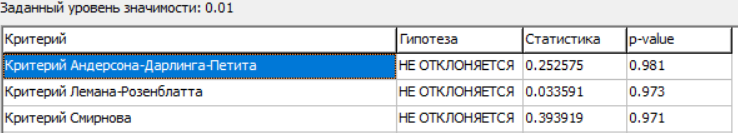 Заданный уровень значимости: 0.01
Критерий Гипотеза Статистика p-value
Критерий Андерсона-Дарлинга-Петита НЕ ОТКЛОНЯЕТСЯ 0.252575 0.981
Критерий Лемана-Розенблатта НЕ ОТКЛОНЯЕТСЯ 0.033591 0.973
Критерий Смирнова НЕ ОТКЛОНЯЕТСЯ 0.393919 0.971